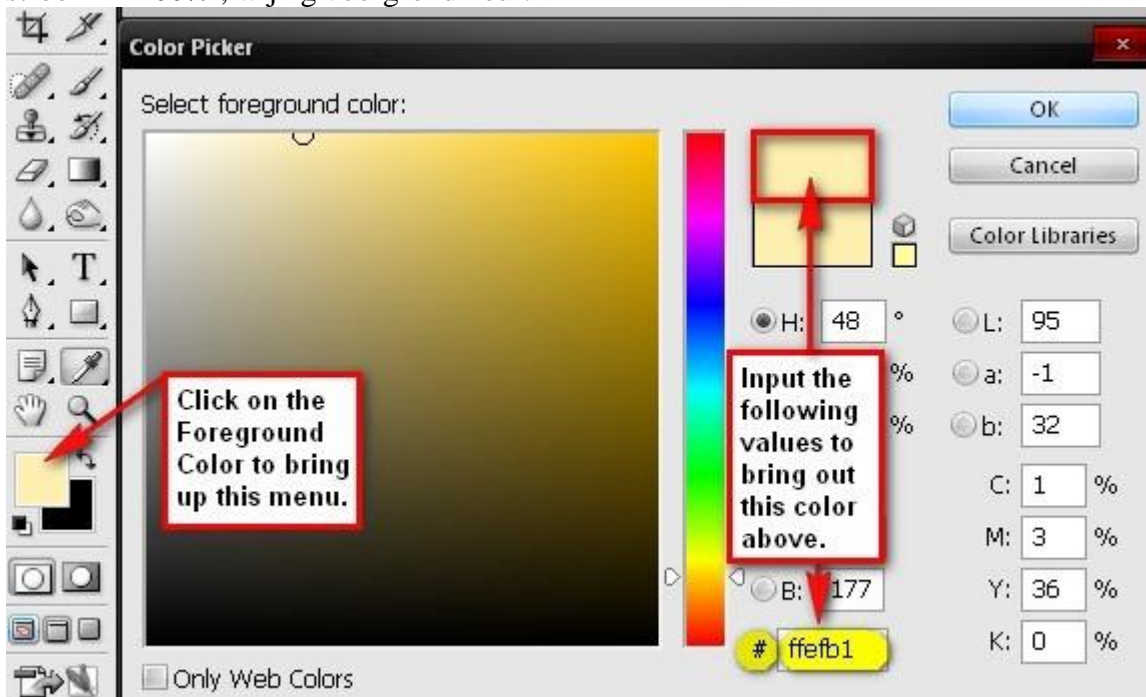 Color Picker
Select foreground color:
OK
Cancel
Color Libraries
H: 48 °
L: 95
%
a: -1
%
b: 32
Click on the
Foreground
Color to bring
up this menu.
Input the
following
values to
bring out
this color
above.
C: 1 %
M: 3 %
B: 177
Y: 36 %
# ffefb1
K: 0 %
Only Web Colors